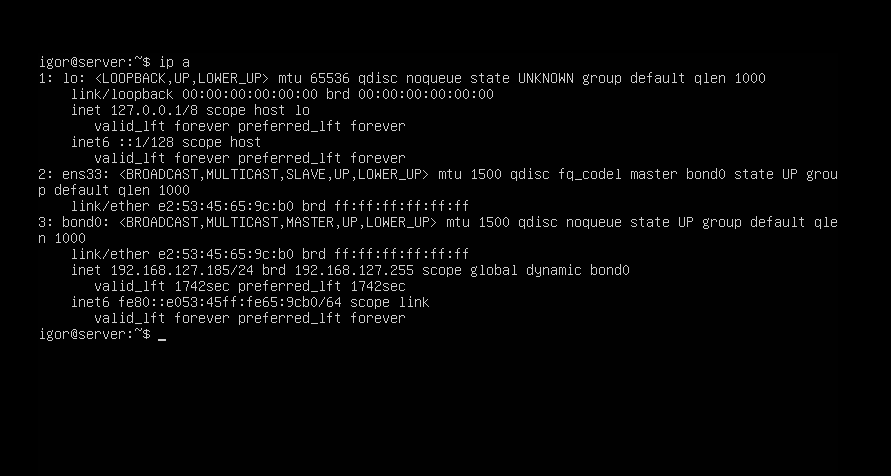 igor@server:~$ ip a
1: lo: <LOOPBACK,UP,LOWER_UP> mtu 65536 qdisc noqueue state UNKNOWN group default qlen 1000
    link/loopback 00:00:00:00:00:00 brd 00:00:00:00:00:00
    inet 127.0.0.1/8 scope host lo
       valid_lft forever preferred_lft forever
    inet6 ::1/128 scope host
       valid_lft forever preferred_lft forever
2: ens33: <BROADCAST,MULTICAST,SLAVE,UP,LOWER_UP> mtu 1500 qdisc fq_codel master bond0 state UP grou
p default qlen 1000
    link/ether e2:53:45:65:9c:b0 brd ff:ff:ff:ff:ff:ff
3: bond0: <BROADCAST,MULTICAST,MASTER,UP,LOWER_UP> mtu 1500 qdisc noqueue state UP group default qle
n 1000
    link/ether e2:53:45:65:9c:b0 brd ff:ff:ff:ff:ff:ff
    inet 192.168.127.185/24 brd 192.168.127.255 scope global dynamic bond0
       valid_lft 1742sec preferred_lft 1742sec
    inet6 fe80::e053:45ff:fe65:9cb0/64 scope link
       valid_lft forever preferred_lft forever
igor@server:~$ _